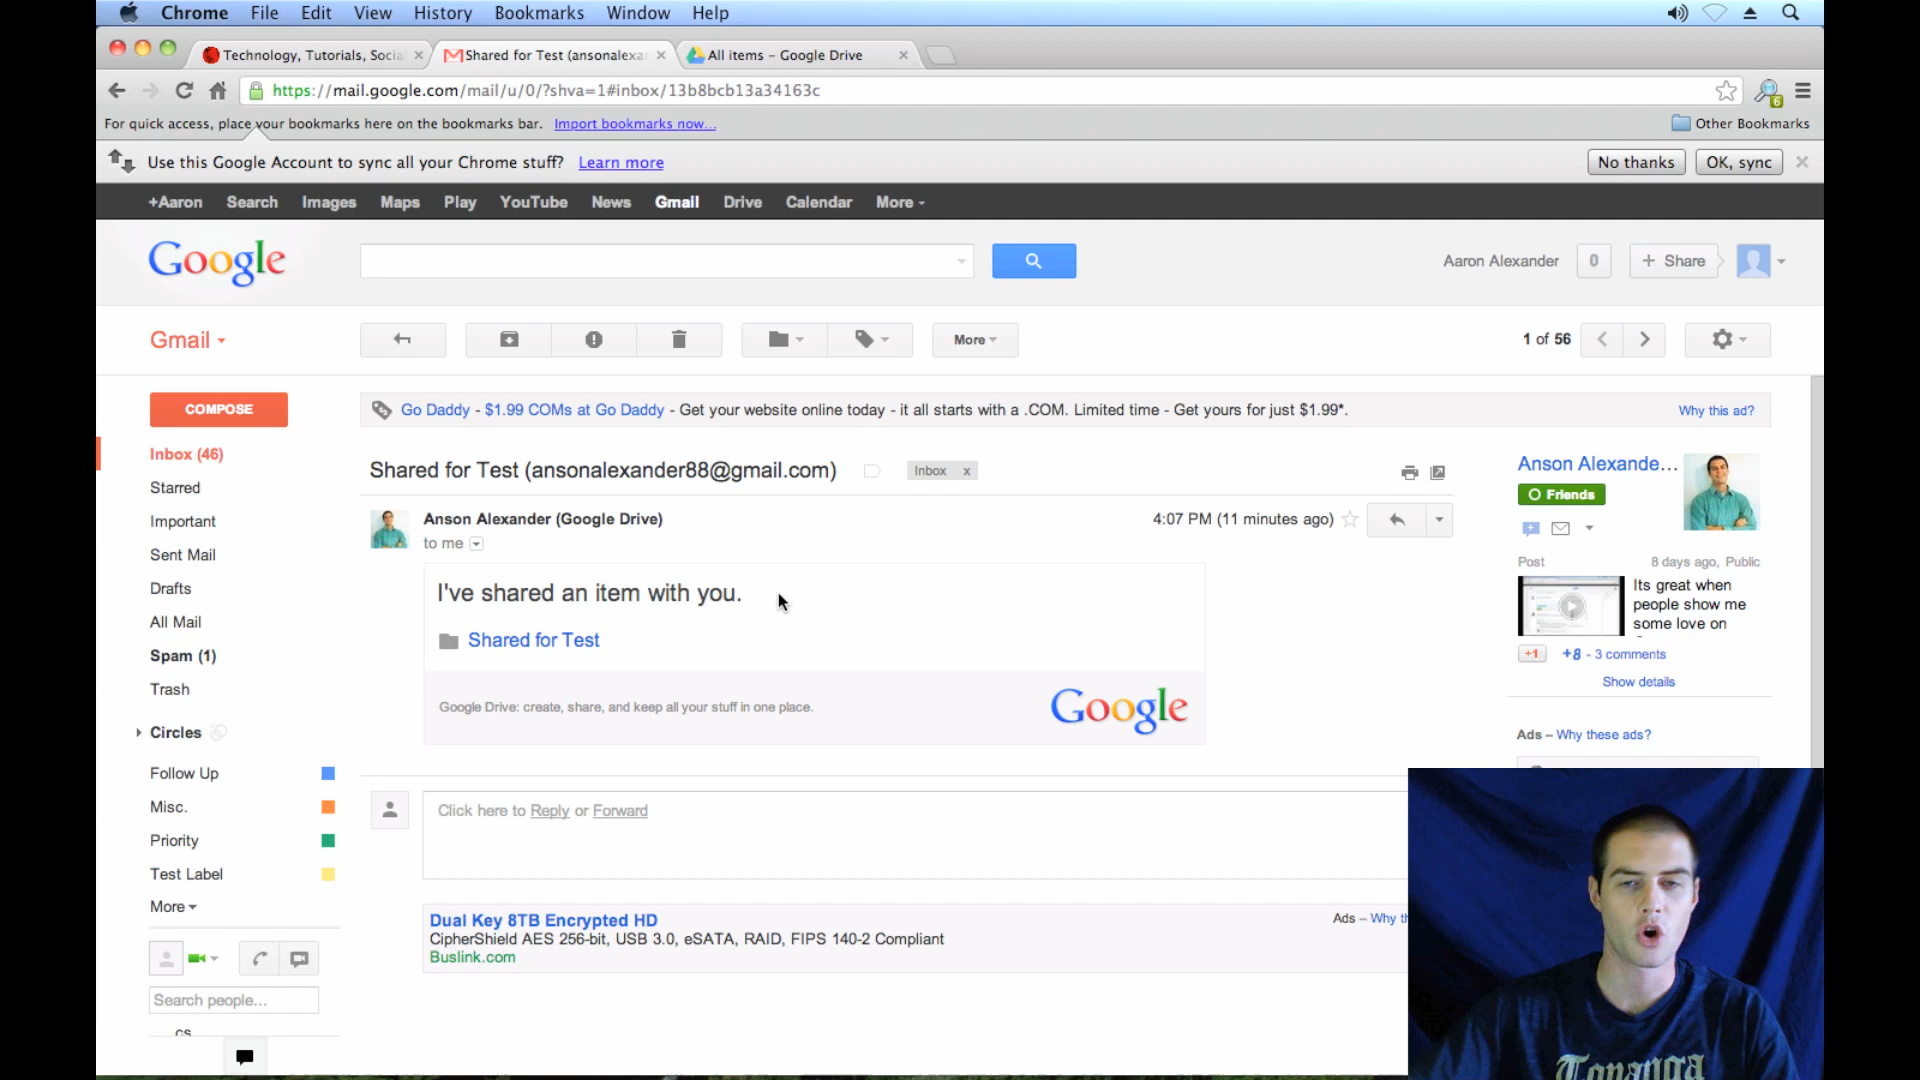 Chrome File Edit View History Bookmarks Window Help
Technology, Tutorials, Socia
Shared for Test (ansonalexa
All items – Google Drive
https://mail.google.com/mail/u/0/?shva=1#inbox/13b8bcb13a34163c
6
For quick access, place your bookmarks here on the bookmarks bar. Import bookmarks now...
Other Bookmarks
Use this Google Account to sync all your Chrome stuff? Learn more
No thanks
OK, sync
+Aaron Search Images Maps Play YouTube News Gmail Drive Calendar More
Google
Aaron Alexander
0
+ Share
Gmail
More
1 of 56
COMPOSE
Go Daddy - $1.99 COMs at Go Daddy - Get your website online today - it all starts with a .COM. Limited time - Get yours for just $1.99*.
Why this ad?
Inbox (46)
Starred
Important
Sent Mail
Drafts
All Mail
Spam (1)
Trash
Circles
Follow Up
Misc.
Priority
Test Label
More
Search people...
cs
Shared for Test (ansonalexander88@gmail.com)
Inbox x
Anson Alexander (Google Drive)
4:07 PM (11 minutes ago)
to me
I've shared an item with you.
Shared for Test
Google Drive: create, share, and keep all your stuff in one place.
Google
Click here to Reply or Forward
Dual Key 8TB Encrypted HD
Ads – Why th
CipherShield AES 256-bit, USB 3.0, eSATA, RAID, FIPS 140-2 Compliant
Buslink.com
Anson Alexande...
Friends
Post
8 days ago, Public
Its great when
people show me
some love on
+1
+8 - 3 comments
Show details
Ads – Why these ads?
Topanga